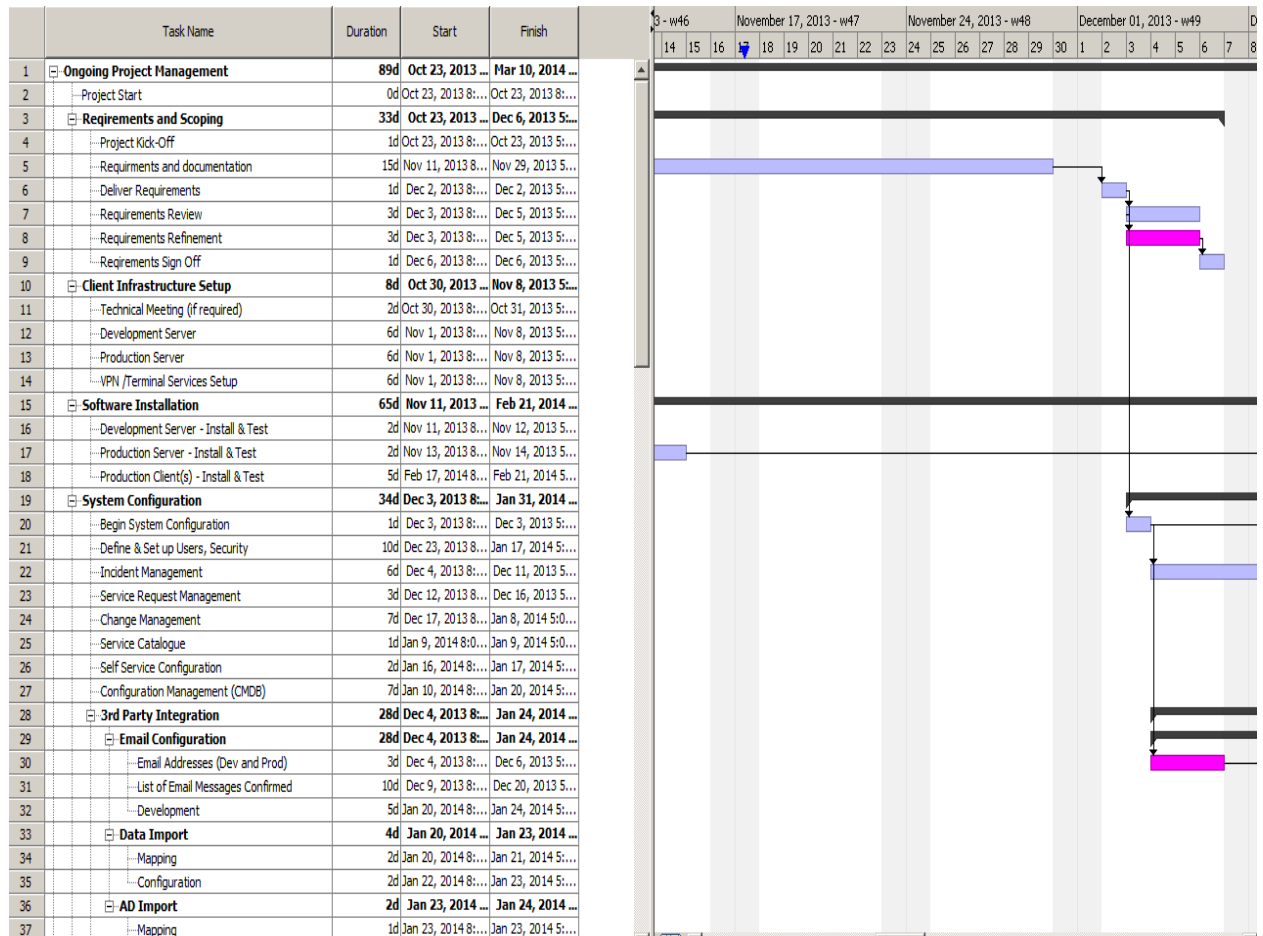 Task Name Duration Start Finish
3 - w46 November 17, 2013 - w47 November 24, 2013 - w48 December 01, 2013 - w49 D
14 15 16 17 18 19 20 21 22 23 24 25 26 27 28 29 30 1 2 3 4 5 6 7 8
1 Ongoing Project Management 89d Oct 23, 2013 ... Mar 10, 2014 ...
2 Project Start 0d Oct 23, 2013 8:... Oct 23, 2013 8:...
3 Reqirements and Scoping 33d Oct 23, 2013 ... Dec 6, 2013 5:...
4 Project Kick-Off 1d Oct 23, 2013 8:... Oct 23, 2013 5:...
5 Requirments and documentation 15d Nov 11, 2013 8... Nov 29, 2013 5...
6 Deliver Requirements 1d Dec 2, 2013 8:... Dec 2, 2013 5:...
7 Requirements Review 3d Dec 3, 2013 8:... Dec 5, 2013 5:...
8 Requirements Refinement 3d Dec 3, 2013 8:... Dec 5, 2013 5:...
9 Reqirements Sign Off 1d Dec 6, 2013 8:... Dec 6, 2013 5:...
10 Client Infrastructure Setup 8d Oct 30, 2013 ... Nov 8, 2013 5:...
11 Technical Meeting (if required) 2d Oct 30, 2013 8:... Oct 31, 2013 5:...
12 Development Server 6d Nov 1, 2013 8:... Nov 8, 2013 5:...
13 Production Server 6d Nov 1, 2013 8:... Nov 8, 2013 5:...
14 VPN /Terminal Services Setup 6d Nov 1, 2013 8:... Nov 8, 2013 5:...
15 Software Installation 65d Nov 11, 2013 ... Feb 21, 2014 ...
16 Development Server - Install & Test 2d Nov 11, 2013 8... Nov 12, 2013 5...
17 Production Server - Install & Test 2d Nov 13, 2013 8... Nov 14, 2013 5...
18 Production Client(s) - Install & Test 5d Feb 17, 2014 8... Feb 21, 2014 5...
19 System Configuration 34d Dec 3, 2013 8:... Jan 31, 2014 ...
20 Begin System Configuration 1d Dec 3, 2013 8:... Dec 3, 2013 5:...
21 Define & Set up Users, Security 10d Dec 23, 2013 8... Jan 17, 2014 5:...
22 Incident Management 6d Dec 4, 2013 8:... Dec 11, 2013 5...
23 Service Request Management 3d Dec 12, 2013 8... Dec 16, 2013 5...
24 Change Management 7d Dec 17, 2013 8... Jan 8, 2014 5:0...
25 Service Catalogue 1d Jan 9, 2014 8:0... Jan 9, 2014 5:0...
26 Self Service Configuration 2d Jan 16, 2014 8:... Jan 17, 2014 5:...
27 Configuration Management (CMDB) 7d Jan 10, 2014 8:... Jan 20, 2014 5:...
28 3rd Party Integration 28d Dec 4, 2013 8:... Jan 24, 2014 ...
29 Email Configuration 28d Dec 4, 2013 8:... Jan 24, 2014 ...
30 Email Addresses (Dev and Prod) 3d Dec 4, 2013 8:... Dec 6, 2013 5:...
31 List of Email Messages Confirmed 10d Dec 9, 2013 8:... Dec 20, 2013 5...
32 Development 5d Jan 20, 2014 8:... Jan 24, 2014 5:...
33 Data Import 4d Jan 20, 2014 ... Jan 23, 2014 ...
34 Mapping 2d Jan 20, 2014 8:... Jan 21, 2014 5:...
35 Configuration 2d Jan 22, 2014 8:... Jan 23, 2014 5:...
36 AD Import 2d Jan 23, 2014 ... Jan 24, 2014 ...
37 Mapping 1d Jan 23, 2014 8:... Jan 23, 2014 5:...